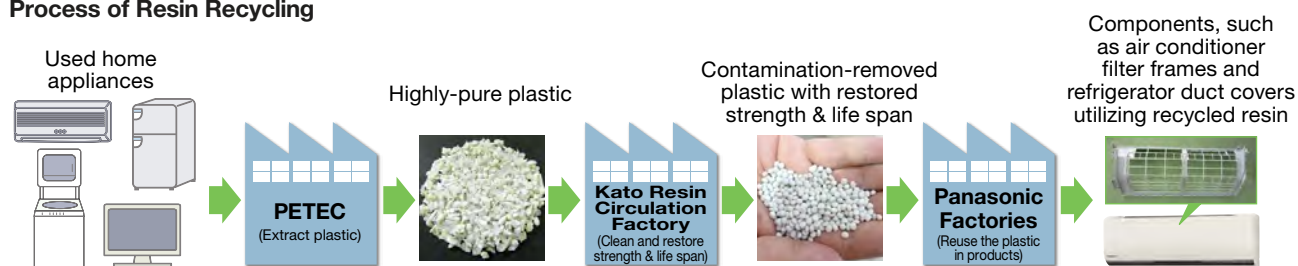 Process of Resin Recycling
Used home
appliances
PETEC
(Extract plastic)
Highly-pure plastic
Kato Resin
Circulation
Factory
(Clean and restore
strength & life span)
Contamination-removed
plastic with restored
strength & life span
Panasonic
Factories
(Reuse the plastic
in products)
Components, such
as air conditioner
filter frames and
refrigerator duct covers
utilizing recycled resin